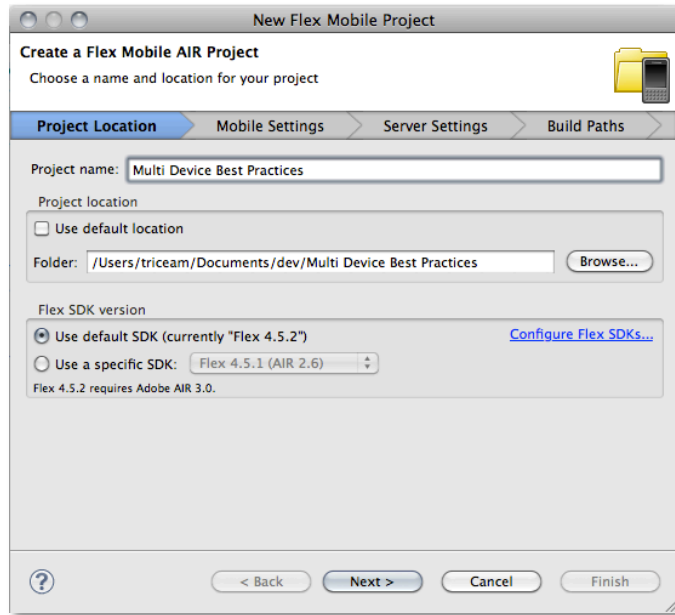 New Flex Mobile Project
Create a Flex Mobile AIR Project
Choose a name and location for your project
Project Location Mobile Settings Server Settings Build Paths
Project name: Multi Device Best Practices
Project location
Use default location
Folder: /Users/triceam/Documents/dev/Multi Device Best Practices Browse...
Flex SDK version
Use default SDK (currently "Flex 4.5.2") Configure Flex SDKs...
Use a specific SDK: Flex 4.5.1 (AIR 2.6)
Flex 4.5.2 requires Adobe AIR 3.0.
? < Back Next > Cancel Finish